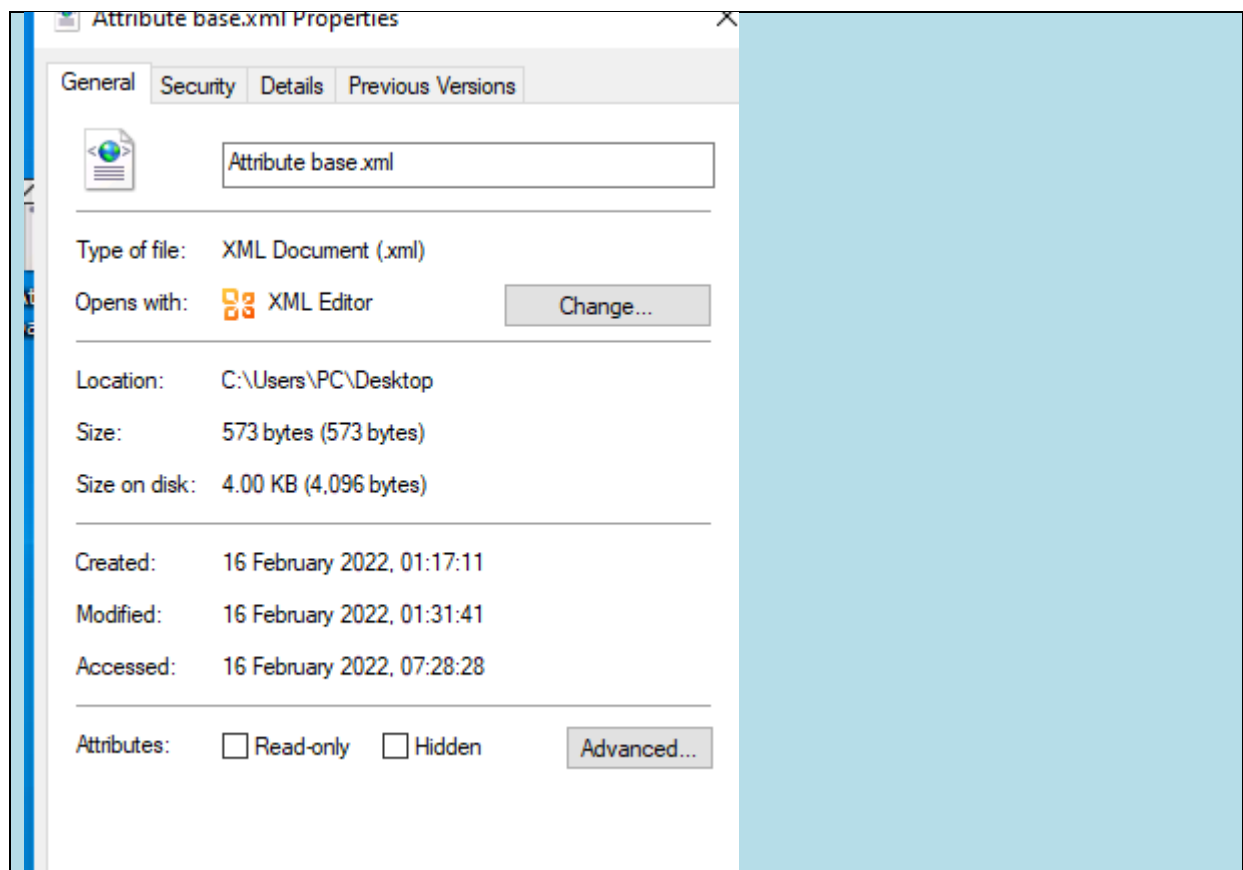 Attribute base.xml Properties
General Security Details Previous Versions
Attribute base.xml
Type of file: XML Document (.xml)
Opens with: XML Editor Change...
Location: C:\Users\PC\Desktop
Size: 573 bytes (573 bytes)
Size on disk: 4.00 KB (4,096 bytes)
Created: 16 February 2022, 01:17:11
Modified: 16 February 2022, 01:31:41
Accessed: 16 February 2022, 07:28:28
Attributes: Read-only Hidden Advanced...